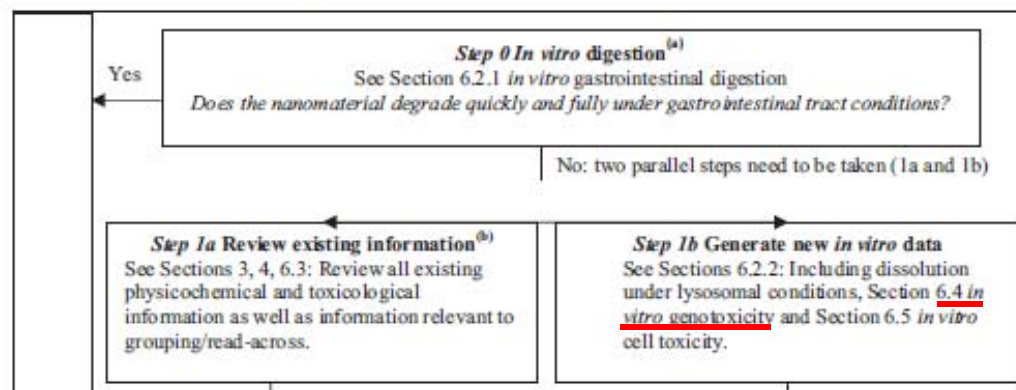 Step 0 In vitro digestion(a)
See Section 6.2.1 in vitro gastrointestinal digestion
Does the nanomaterial degrade quickly and fully under gastrointestinal tract conditions?
Yes
No: two parallel steps need to be taken (1a and 1b)
Step 1a Review existing information(b)
See Sections 3, 4, 6.3: Review all existing
physicochemical and toxicological
information as well as information relevant to
grouping/read-across.
Step 1b Generate new in vitro data
See Sections 6.2.2: Including dissolution
under lysosomal conditions, Section 6.4 in
vitro genotoxicity and Section 6.5 in vitro
cell toxicity.